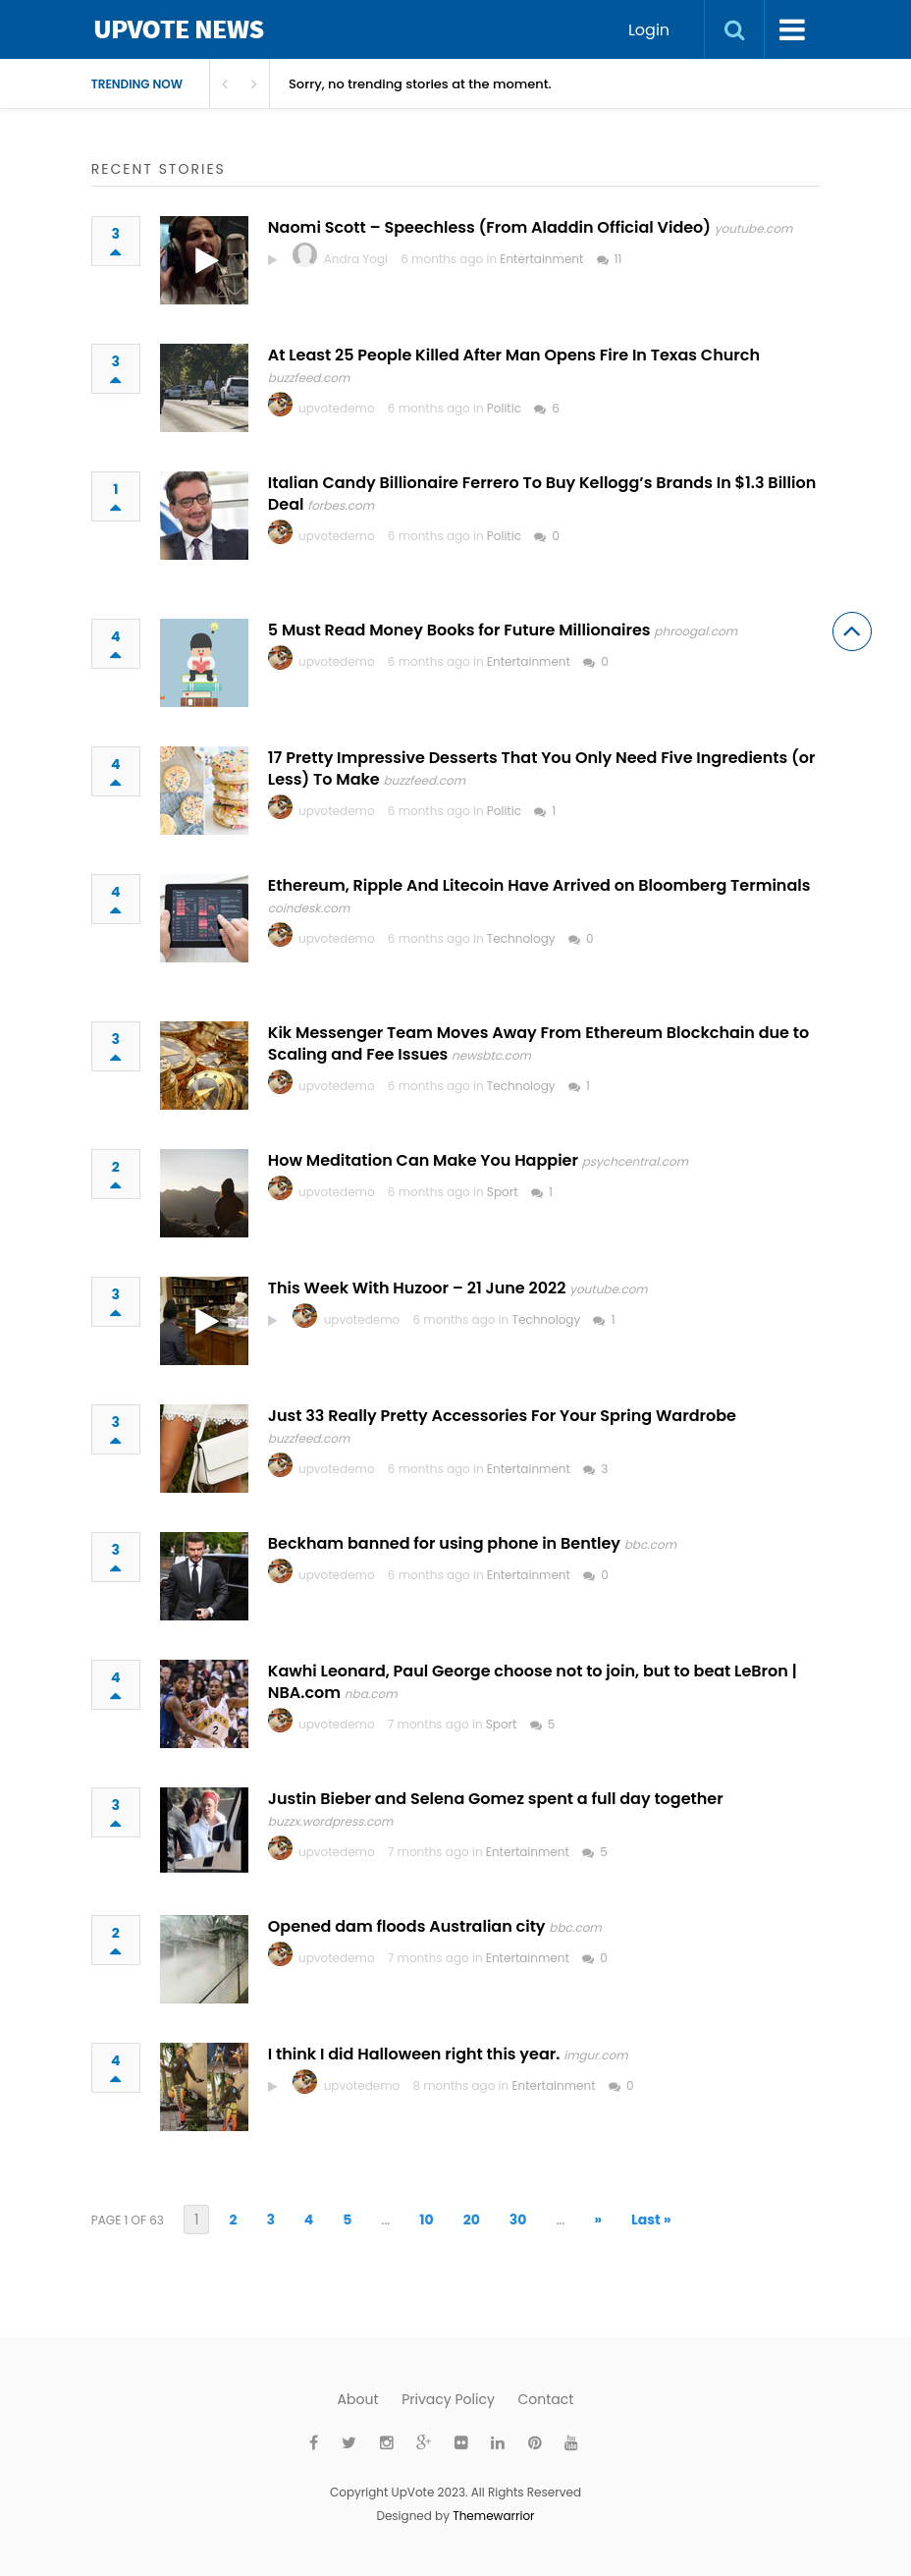 UPVOTE NEWS
Login
TRENDING NOW
Sorry, no trending stories at the moment.
RECENT STORIES
3
Naomi Scott – Speechless (From Aladdin Official Video) youtube.com
Andra Yogi 6 months ago in Entertainment 11
3
At Least 25 People Killed After Man Opens Fire In Texas Church
buzzfeed.com
upvotedemo 6 months ago in Politic 6
1
Italian Candy Billionaire Ferrero To Buy Kellogg’s Brands In $1.3 Billion
Deal forbes.com
upvotedemo 6 months ago in Politic 0
4
5 Must Read Money Books for Future Millionaires phroogal.com
upvotedemo 6 months ago in Entertainment 0
4
17 Pretty Impressive Desserts That You Only Need Five Ingredients (or
Less) To Make buzzfeed.com
upvotedemo 6 months ago in Politic 1
4
Ethereum, Ripple And Litecoin Have Arrived on Bloomberg Terminals
coindesk.com
upvotedemo 6 months ago in Technology 0
3
Kik Messenger Team Moves Away From Ethereum Blockchain due to
Scaling and Fee Issues newsbtc.com
upvotedemo 6 months ago in Technology 1
2
How Meditation Can Make You Happier psychcentral.com
upvotedemo 6 months ago in Sport 1
3
This Week With Huzoor – 21 June 2022 youtube.com
upvotedemo 6 months ago in Technology 1
3
Just 33 Really Pretty Accessories For Your Spring Wardrobe
buzzfeed.com
upvotedemo 6 months ago in Entertainment 3
3
Beckham banned for using phone in Bentley bbc.com
upvotedemo 6 months ago in Entertainment 0
4
Kawhi Leonard, Paul George choose not to join, but to beat LeBron |
NBA.com nba.com
upvotedemo 7 months ago in Sport 5
3
Justin Bieber and Selena Gomez spent a full day together
buzzx.wordpress.com
upvotedemo 7 months ago in Entertainment 5
2
Opened dam floods Australian city bbc.com
upvotedemo 7 months ago in Entertainment 0
4
I think I did Halloween right this year. imgur.com
upvotedemo 8 months ago in Entertainment 0
PAGE 1 OF 63 1 2 3 4 5 ... 10 20 30 ... » Last »
About Privacy Policy Contact
Copyright UpVote 2023. All Rights Reserved
Designed by Themewarrior